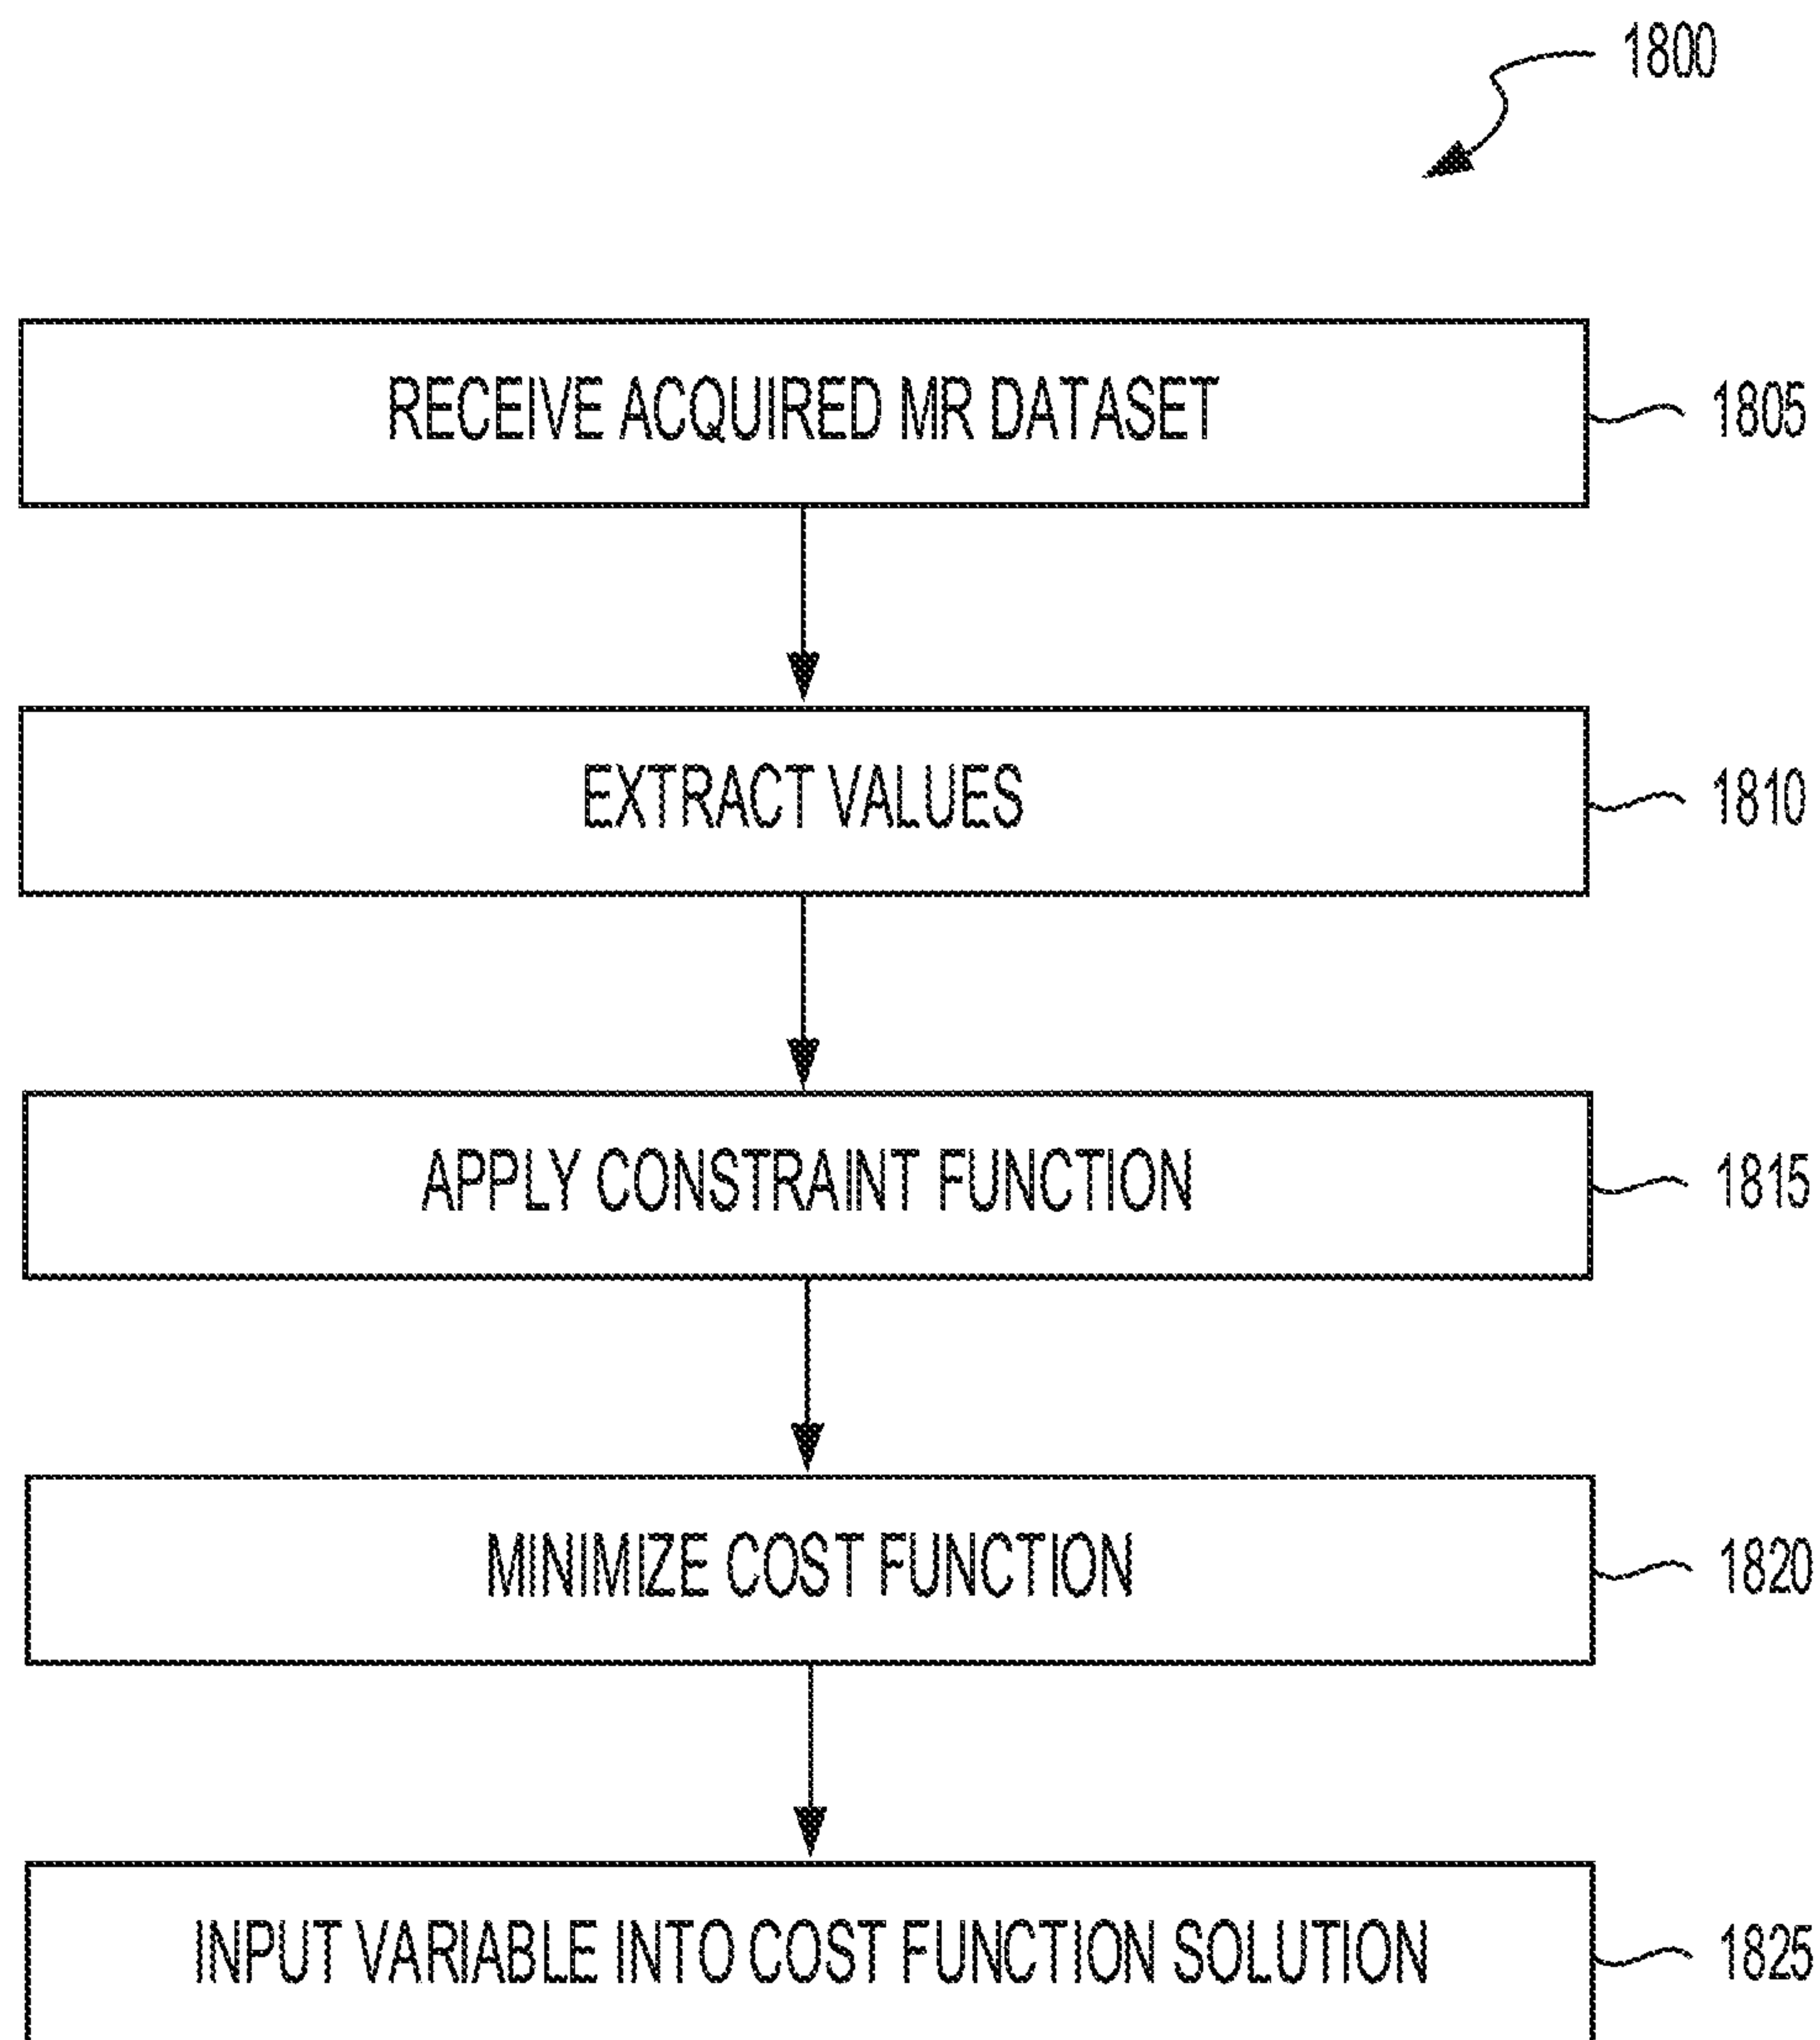 1800
RECEIVE ACQUIRED MR DATASET
1805
EXTRACT VALUES
1810
APPLY CONSTRAINT FUNCTION
1815
MINIMIZE COST FUNCTION
1820
INPUT VARIABLE INTO COST FUNCTION SOLUTION
1825